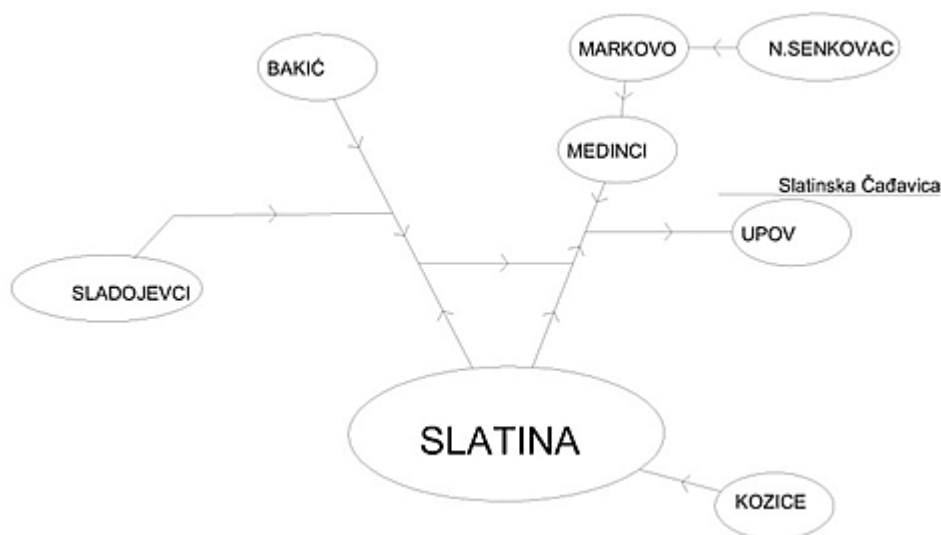 MARKOVO
N.SENKOVAC
BAKIĆ
MEDINCI
Slatinska Čađavica
UPOV
SLADOJEVCI
SLATINA
KOZICE